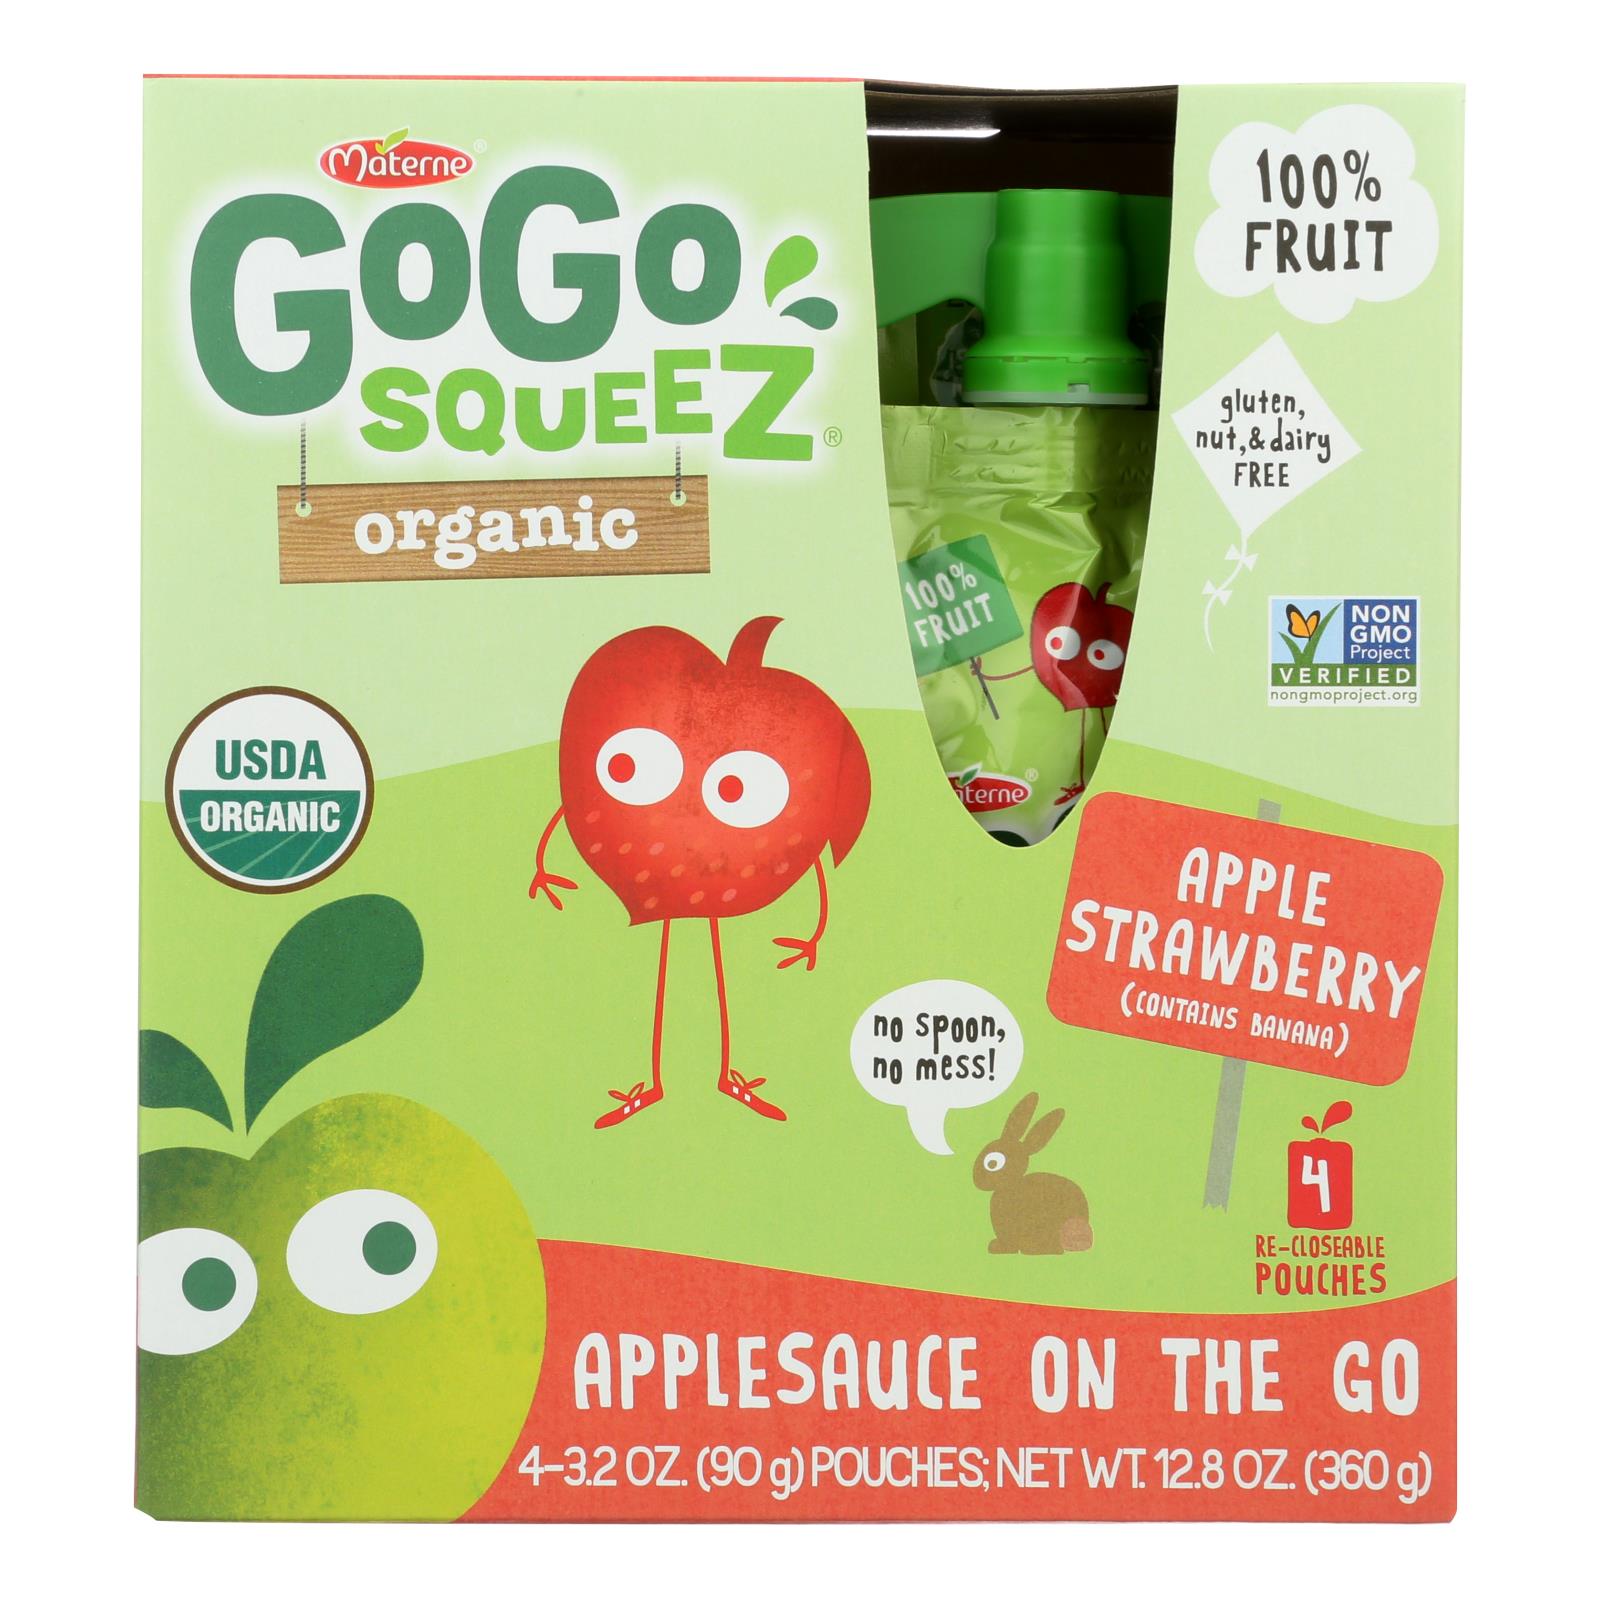 Materne®
GoGo
SQUEEZ®
organic
100%
FRUIT
gluten,
nut,&dairy
FREE
NON
GMO
Project
VERIFIED
nongmoproject.org
100%
FRUIT
terne®
USDA
ORGANIC
APPLE
STRAWBERRY
(CONTAINS BANANA)
no spoon,
no mess!
4
RE-CLOSEABLE
POUCHES
APPLESAUCE ON THE GO
4-3.2 OZ. (90 g) POUCHES; NET WT. 12.8 OZ. (360 g)